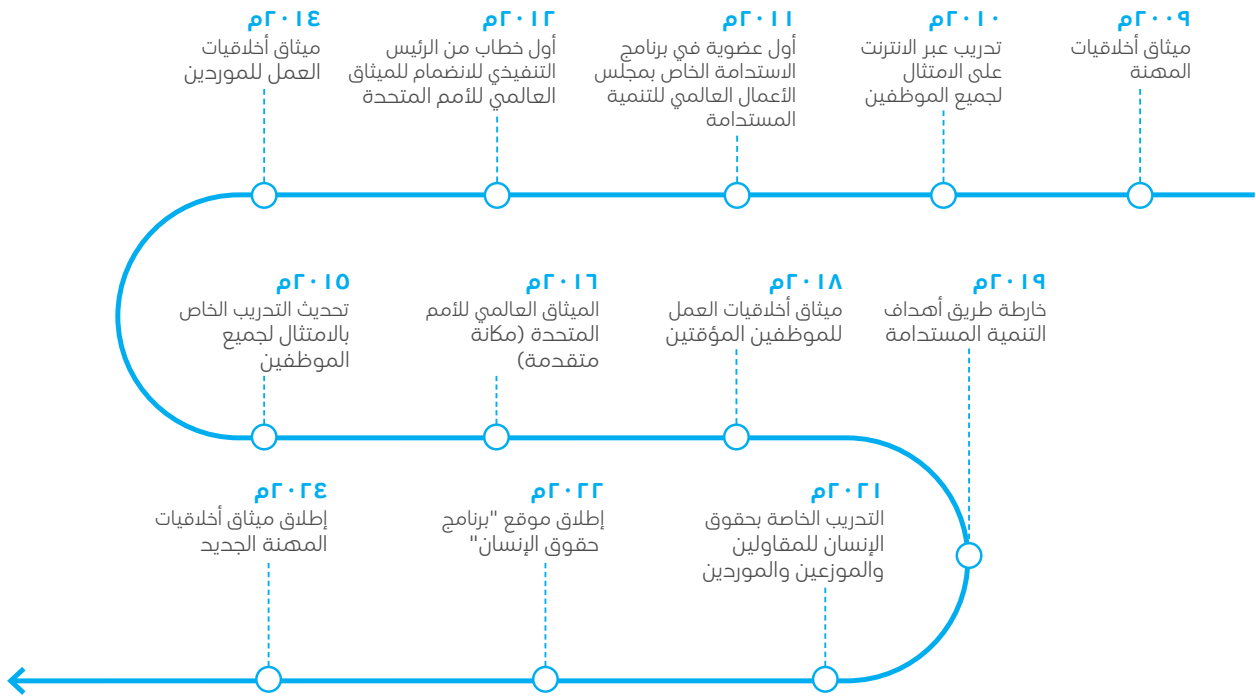 ٢٠٠٩م
ميثاق أخلاقيات
المهنة
٢٠١٠م
تدريب عبر الانترنت
على الامتثال
لجميع الموظفين
٢٠١١م
أول عضوية في برنامج
الاستدامة الخاص بمجلس
الأعمال العالمي للتنمية
المستدامة
٢٠١٢م
أول خطاب من الرئيس
التنفيذي للانضمام للميثاق
العالمي للأمم المتحدة
٢٠١٤م
ميثاق أخلاقيات
العمل للموردين
٢٠١٥م
تحديث التدريب الخاص
بالامتثال لجميع
الموظفين
٢٠١٦م
الميثاق العالمي للأمم
المتحدة (مكانة
متقدمة)
٢٠١٨م
ميثاق أخلاقيات العمل
للموظفين المؤقتين
٢٠١٩م
خارطة طريق أهداف
التنمية المستدامة
٢٠٢١م
التدريب الخاصة بحقوق
الإنسان للمقاولين
والموزعين والموردين
٢٠٢٢م
إطلاق موقع "برنامج
حقوق الإنسان"
٢٠٢٤م
إطلاق ميثاق أخلاقيات
المهنة الجديد